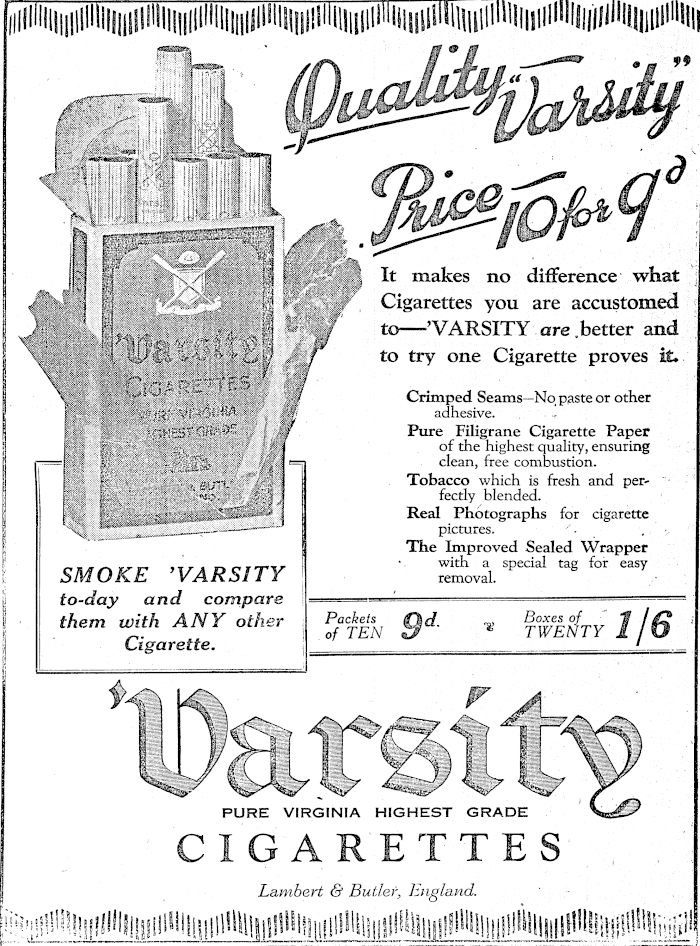 Quality "Varsity"
Price 10 for 9d
It makes no difference what
Cigarettes you are accustomed
to—'VARSITY are better and
to try one Cigarette proves it.
Crimped Seams—No paste or other
adhesive.
Pure Filigrane Cigarette Paper
of the highest quality, ensuring
clean, free combustion.
Tobacco which is fresh and per-
fectly blended.
Real Photographs for cigarette
pictures.
The Improved Sealed Wrapper
with a special tag for easy
removal.
'Varsity
CIGARETTES
PURE VIRGINIA
HIGHEST GRADE
SMOKE 'VARSITY
to-day and compare
them with ANY other
Cigarette.
Packets
of TEN 9d.
Boxes of
TWENTY 1/6
'Varsity
PURE VIRGINIA HIGHEST GRADE
CIGARETTES
Lambert & Butler, England.